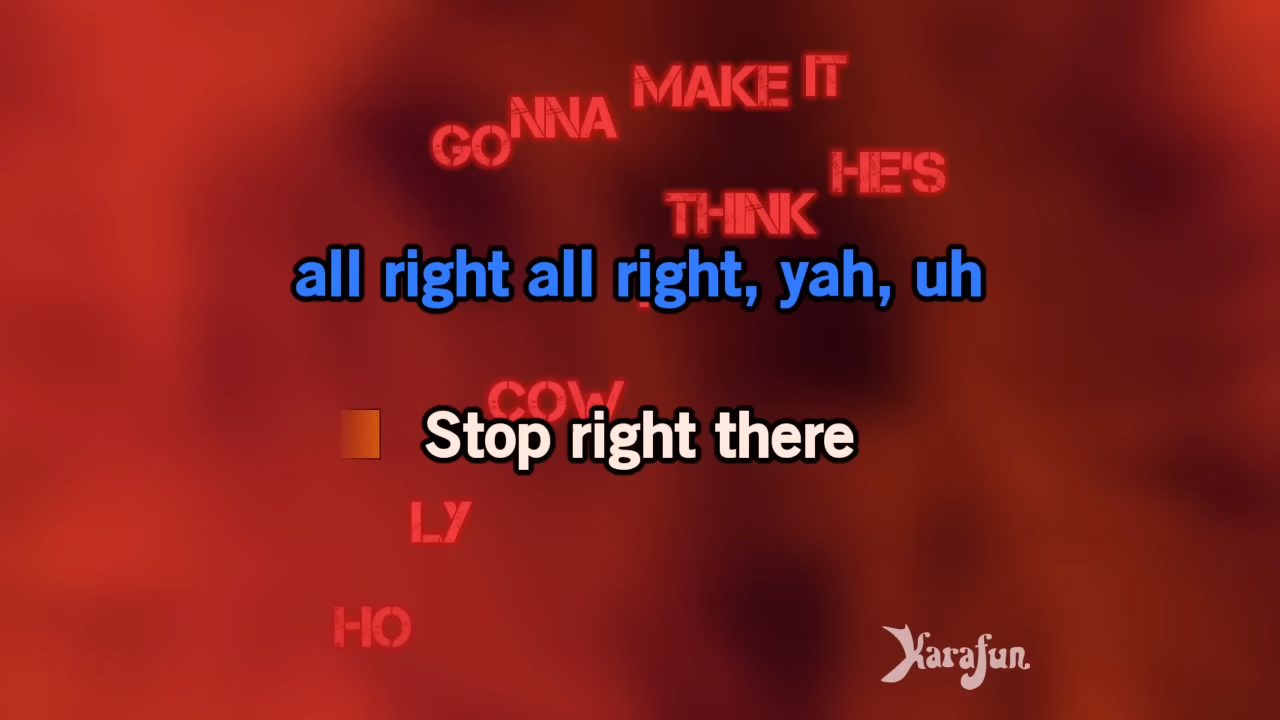 GONNA MAKE IT
THINK HE'S
all right all right, yah, uh
COW
Stop right there
LY
HO
Karafun